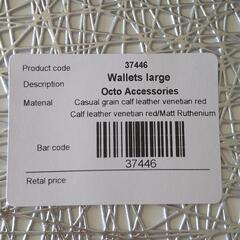 Product code 37446
Description Wallets large
Octo Accessories
Material Casual grain calf leather venetian red
Calf leather venetian red/Matt Ruthenium
Bar code
37446
Retal price